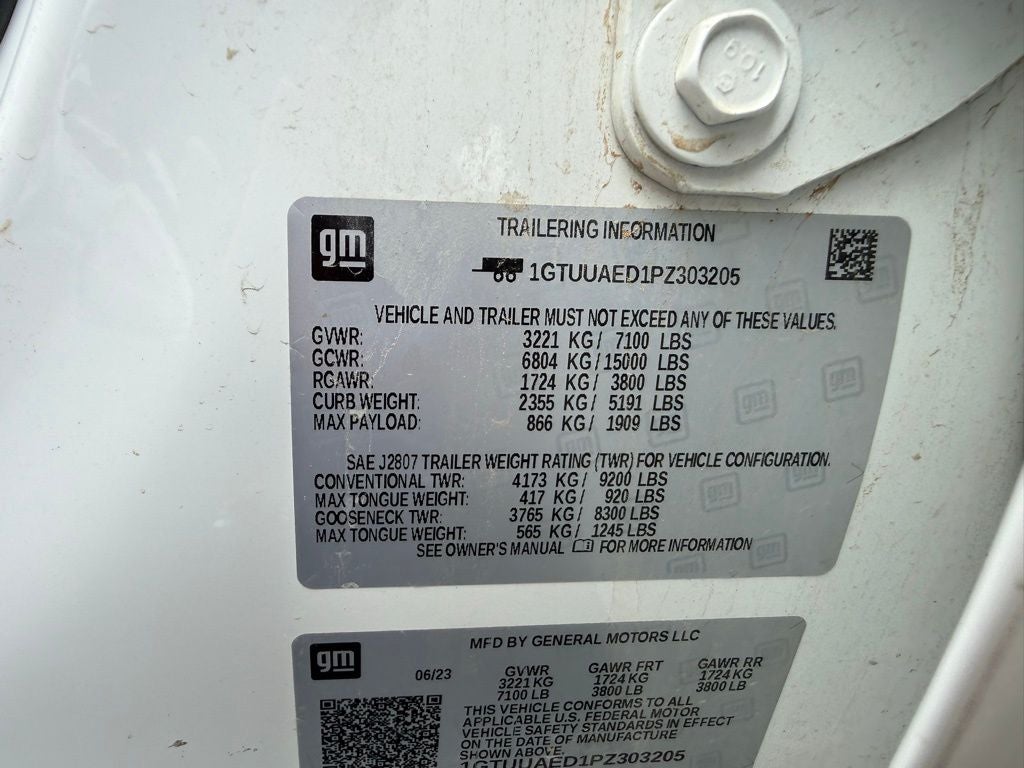 10.9
gm
TRAILERING INFORMATION
1GTUUAED1PZ303205
VEHICLE AND TRAILER MUST NOT EXCEED ANY OF THESE VALUES.
GVWR: 3221 KG/ 7100 LBS
GCWR: 6804 KG/15000 LBS
RGAWR: 1724 KG/ 3800 LBS
CURB WEIGHT: 2355 KG/ 5191 LBS
MAX PAYLOAD: 866 KG/ 1909 LBS
SAE J2807 TRAILER WEIGHT RATING (TWR) FOR VEHICLE CONFIGURATION.
CONVENTIONAL TWR: 4173 KG/ 9200 LBS
MAX TONGUE WEIGHT: 417 KG/ 920 LBS
GOOSENECK TWR: 3765 KG/ 8300 LBS
MAX TONGUE WEIGHT: 565 KG/ 1245 LBS
SEE OWNER'S MANUAL FOR MORE INFORMATION
gm
MFD BY GENERAL MOTORS LLC
06/23 GVWR GAWR FRT GAWR RR
3221 KG 1724 KG 1724 KG
7100 LB 3800 LB 3800 LB
THIS VEHICLE CONFORMS TO ALL
APPLICABLE U.S. FEDERAL MOTOR
VEHICLE SAFETY STANDARDS IN EFFECT
ON THE DATE OF MANUFACTURE
SHOWN ABOVE.
1GTUUAED1PZ303205